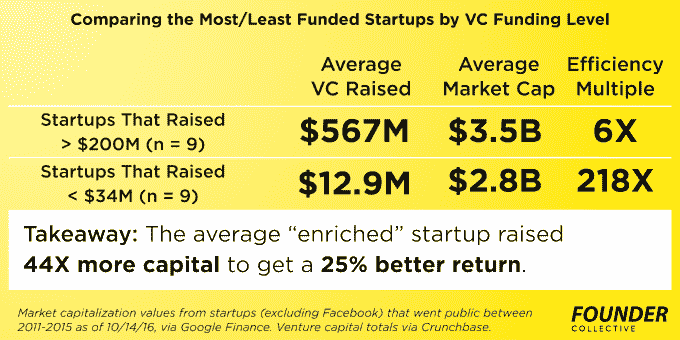 Comparing the Most/Least Funded Startups by VC Funding Level
Average VC Raised
Average Market Cap
Efficiency Multiple
Startups That Raised
> $200M (n = 9)
$567M
$3.5B
6X
Startups That Raised
< $34M (n = 9)
$12.9M
$2.8B
218X
Takeaway: The average “enriched” startup raised
44X more capital to get a 25% better return.
Market capitalization values from startups (excluding Facebook) that went public between
2011-2015 as of 10/14/16, via Google Finance. Venture capital totals via Crunchbase.
FOUNDER
COLLECTIVE